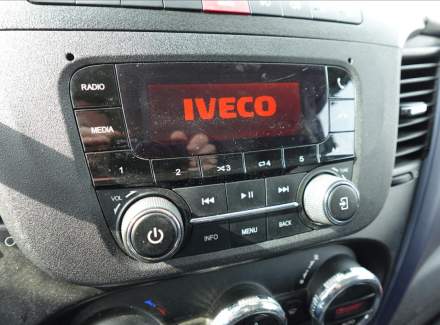 RADIO
IVECO
MEDIA
1 2 3 4 5
VOL
INFO MENU BACK